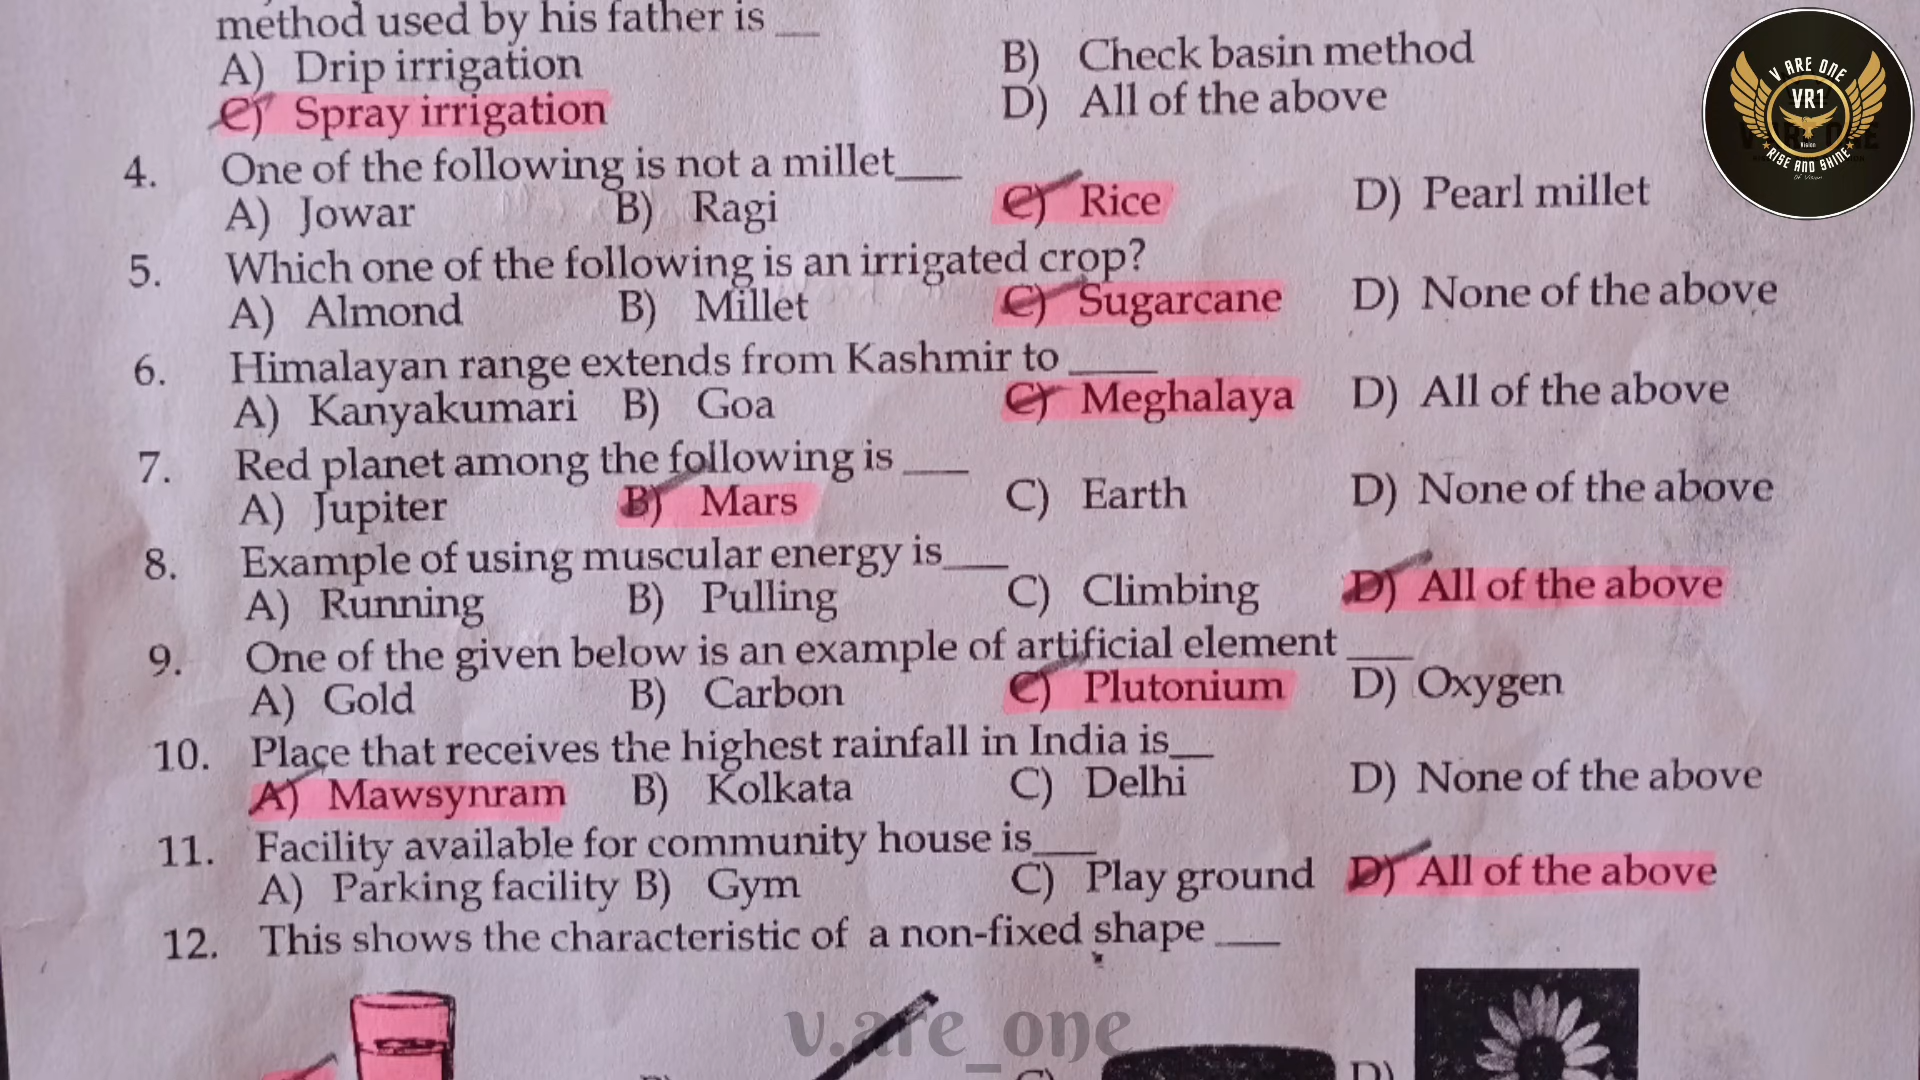 method used by his father is __
A) Drip irrigation B) Check basin method
C) Spray irrigation D) All of the above
4. One of the following is not a millet___
A) Jowar B) Ragi C) Rice D) Pearl millet
5. Which one of the following is an irrigated crop?
A) Almond B) Millet C) Sugarcane D) None of the above
6. Himalayan range extends from Kashmir to ____
A) Kanyakumari B) Goa C) Meghalaya D) All of the above
7. Red planet among the following is ___
A) Jupiter B) Mars C) Earth D) None of the above
8. Example of using muscular energy is___
A) Running B) Pulling C) Climbing D) All of the above
9. One of the given below is an example of artificial element ___
A) Gold B) Carbon C) Plutonium D) Oxygen
10. Place that receives the highest rainfall in India is__
A) Mawsynram B) Kolkata C) Delhi D) None of the above
11. Facility available for community house is___
A) Parking facility B) Gym C) Play ground D) All of the above
12. This shows the characteristic of a non-fixed shape ___
V ARE ONE
VR1
Vision
RISE AND SHINE
v.are_one